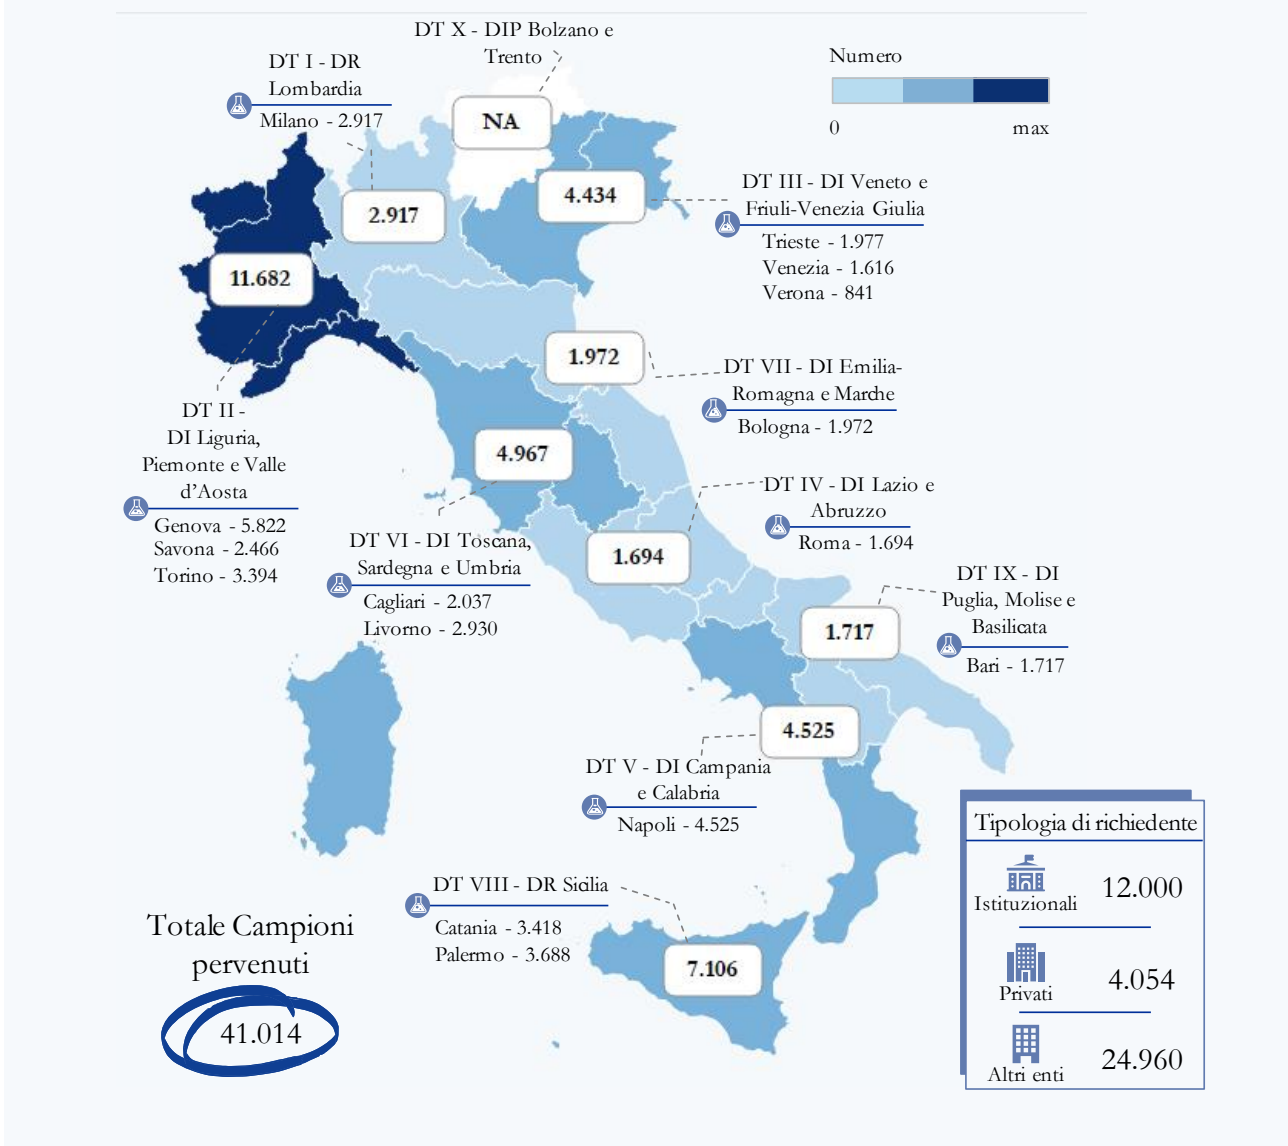 DT X - DIP Bolzano e
Trento
NA
DT I - DR
Lombardia
Milano - 2.917
2.917
Numero
0
max
4.434
DT III - DI Veneto e
Friuli-Venezia Giulia
Trieste - 1.977
Venezia - 1.616
Verona - 841
11.682
DT II -
DI Liguria,
Piemonte e Valle
d’Aosta
Genova - 5.822
Savona - 2.466
Torino - 3.394
1.972
DT VII - DI Emilia-
Romagna e Marche
Bologna - 1.972
4.967
DT VI - DI Toscana,
Sardegna e Umbria
Cagliari - 2.037
Livorno - 2.930
DT IV - DI Lazio e
Abruzzo
Roma - 1.694
1.694
DT IX - DI
Puglia, Molise e
Basilicata
Bari - 1.717
1.717
4.525
DT V - DI Campania
e Calabria
Napoli - 4.525
DT VIII - DR Sicilia
Catania - 3.418
Palermo - 3.688
7.106
Totale Campioni
pervenuti
41.014
Tipologia di richiedente
Istituzionali
12.000
Privati
4.054
Altri enti
24.960